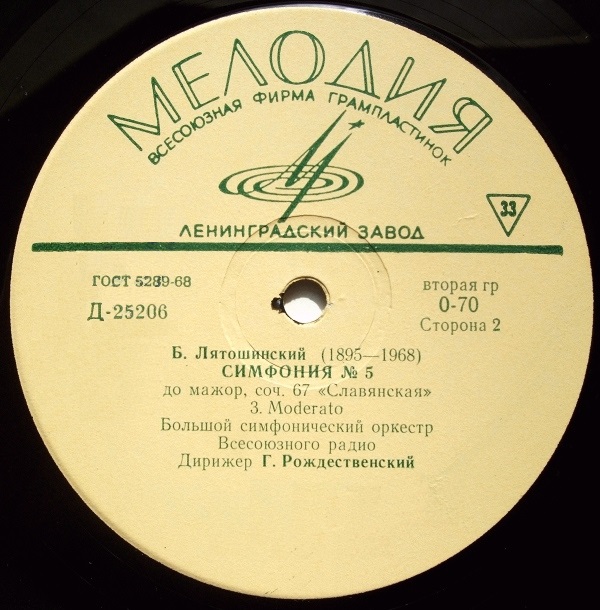 МЕЛОДИЯ
ВСЕСОЮЗНАЯ ФИРМА ГРАМПЛАСТИНОК
ЛЕНИНГРАДСКИЙ ЗАВОД
33
ГОСТ 5289-68
Д-25206
вторая гр
0-70
Сторона 2
Б. Лятошинский (1895—1968)
СИМФОНИЯ № 5
до мажор, соч. 67 «Славянская»
3. Moderato
Большой симфонический оркестр
Всесоюзного радио
Дирижер Г. Рождественский